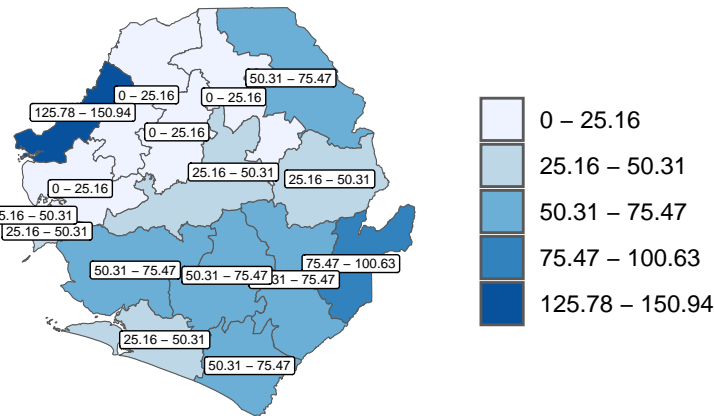 50.31 – 75.47
0 – 25.16
0 – 25.16
125.78 – 150.94
0 – 25.16
25.16 – 50.31
25.16 – 50.31
0 – 25.16
5.16 – 50.31
25.16 – 50.31
75.47 – 100.63
50.31 – 75.47
50.31 – 75.47
.31 – 75.47
25.16 – 50.31
50.31 – 75.47
0 – 25.16
25.16 – 50.31
50.31 – 75.47
75.47 – 100.63
125.78 – 150.94